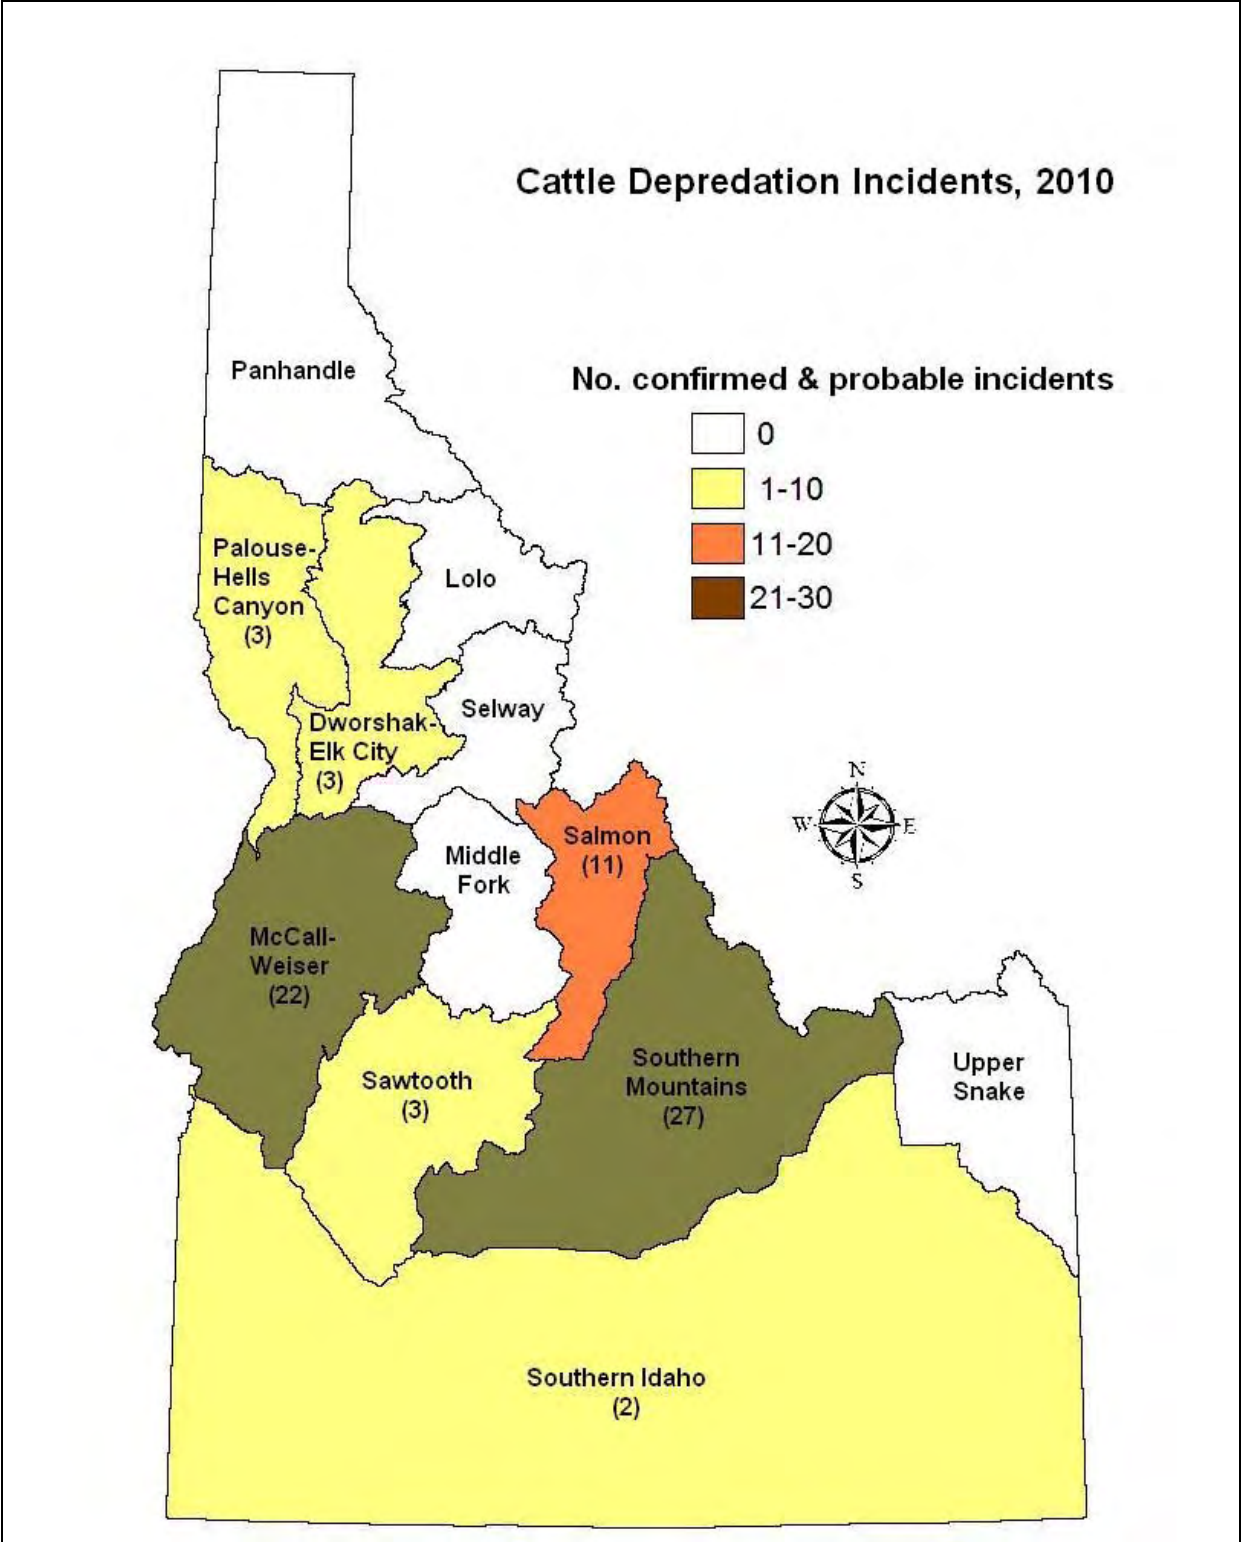 Cattle Depredation Incidents, 2010
Panhandle
No. confirmed & probable incidents
0
1-10
11-20
21-30
Palouse-
Hells
Canyon
(3)
Lolo
Selway
Dworshak-
Elk City
(3)
N
W
E
S
Salmon
(11)
Middle
Fork
McCall-
Weiser
(22)
Southern
Mountains
(27)
Upper
Snake
Sawtooth
(3)
Southern Idaho
(2)